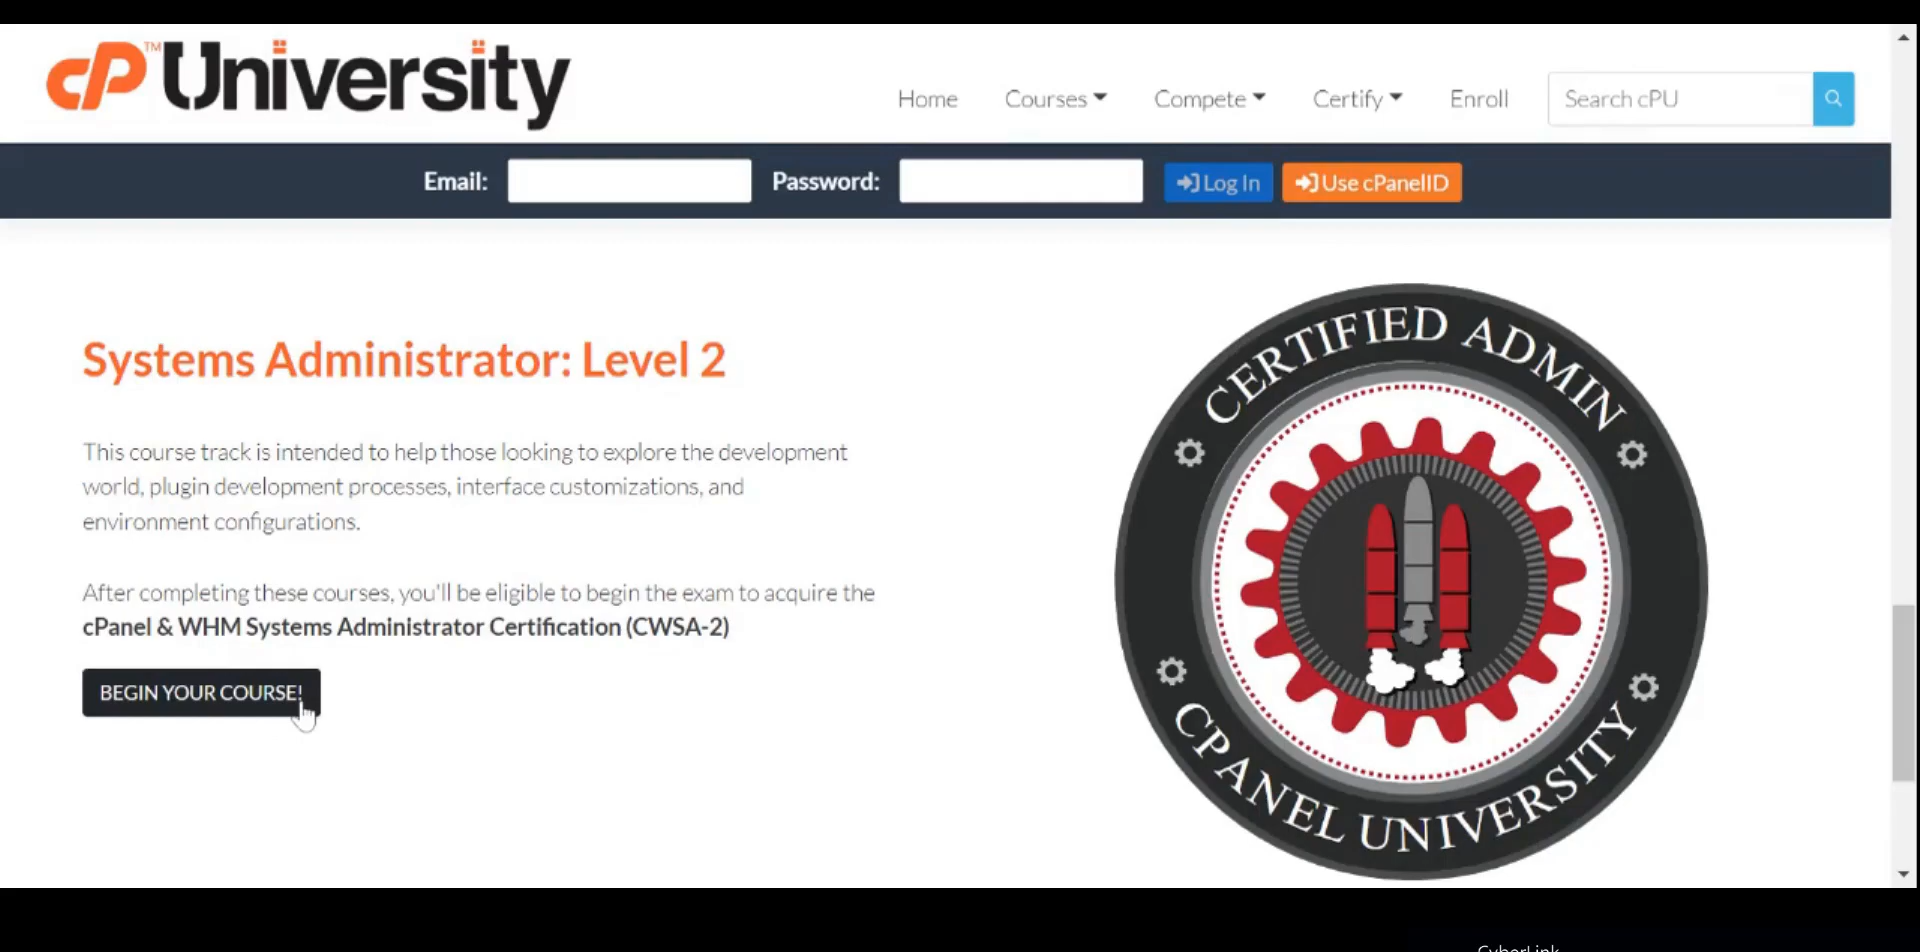 cP™University
Home Courses Compete Certify Enroll Search cPU
Email: Password: Log In Use cPanelID
Systems Administrator: Level 2
This course track is intended to help those looking to explore the development
world, plugin development processes, interface customizations, and
environment configurations.
After completing these courses, you'll be eligible to begin the exam to acquire the
cPanel & WHM Systems Administrator Certification (CWSA-2)
BEGIN YOUR COURSE!
CERTIFIED ADMIN
CPANEL UNIVERSITY
CyberLink